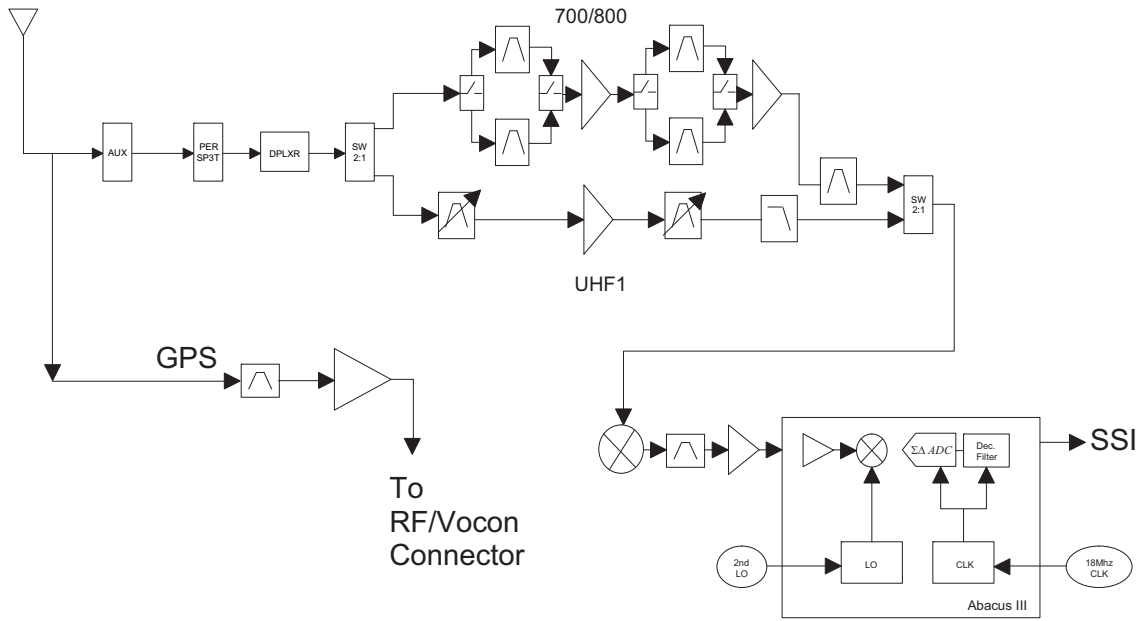 700/800
AUX
PER
SP3T
DPLXR
SW
2:1
SW
2:1
UHF1
GPS
To
RF/Vocon
Connector
ΣΔ ADC
Dec.
Filter
SSI
2nd
LO
LO
CLK
18Mhz
CLK
Abacus III